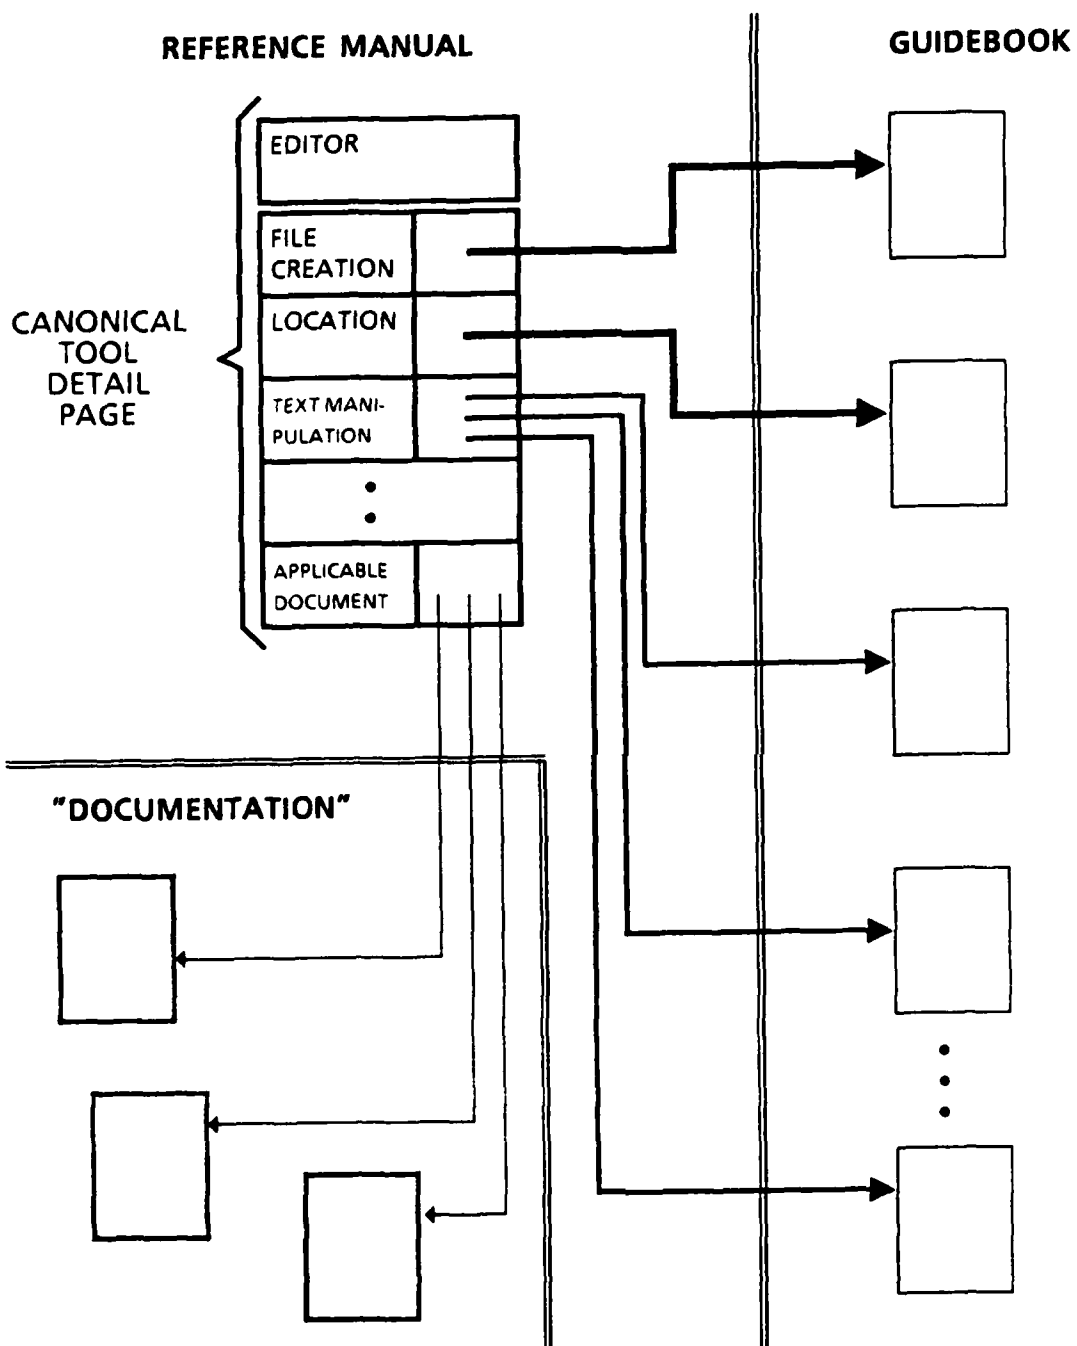 REFERENCE MANUAL
GUIDEBOOK
EDITOR
FILE
CREATION
LOCATION
TEXT MANI-
PULATION
APPLICABLE
DOCUMENT
CANONICAL
TOOL
DETAIL
PAGE
"DOCUMENTATION"